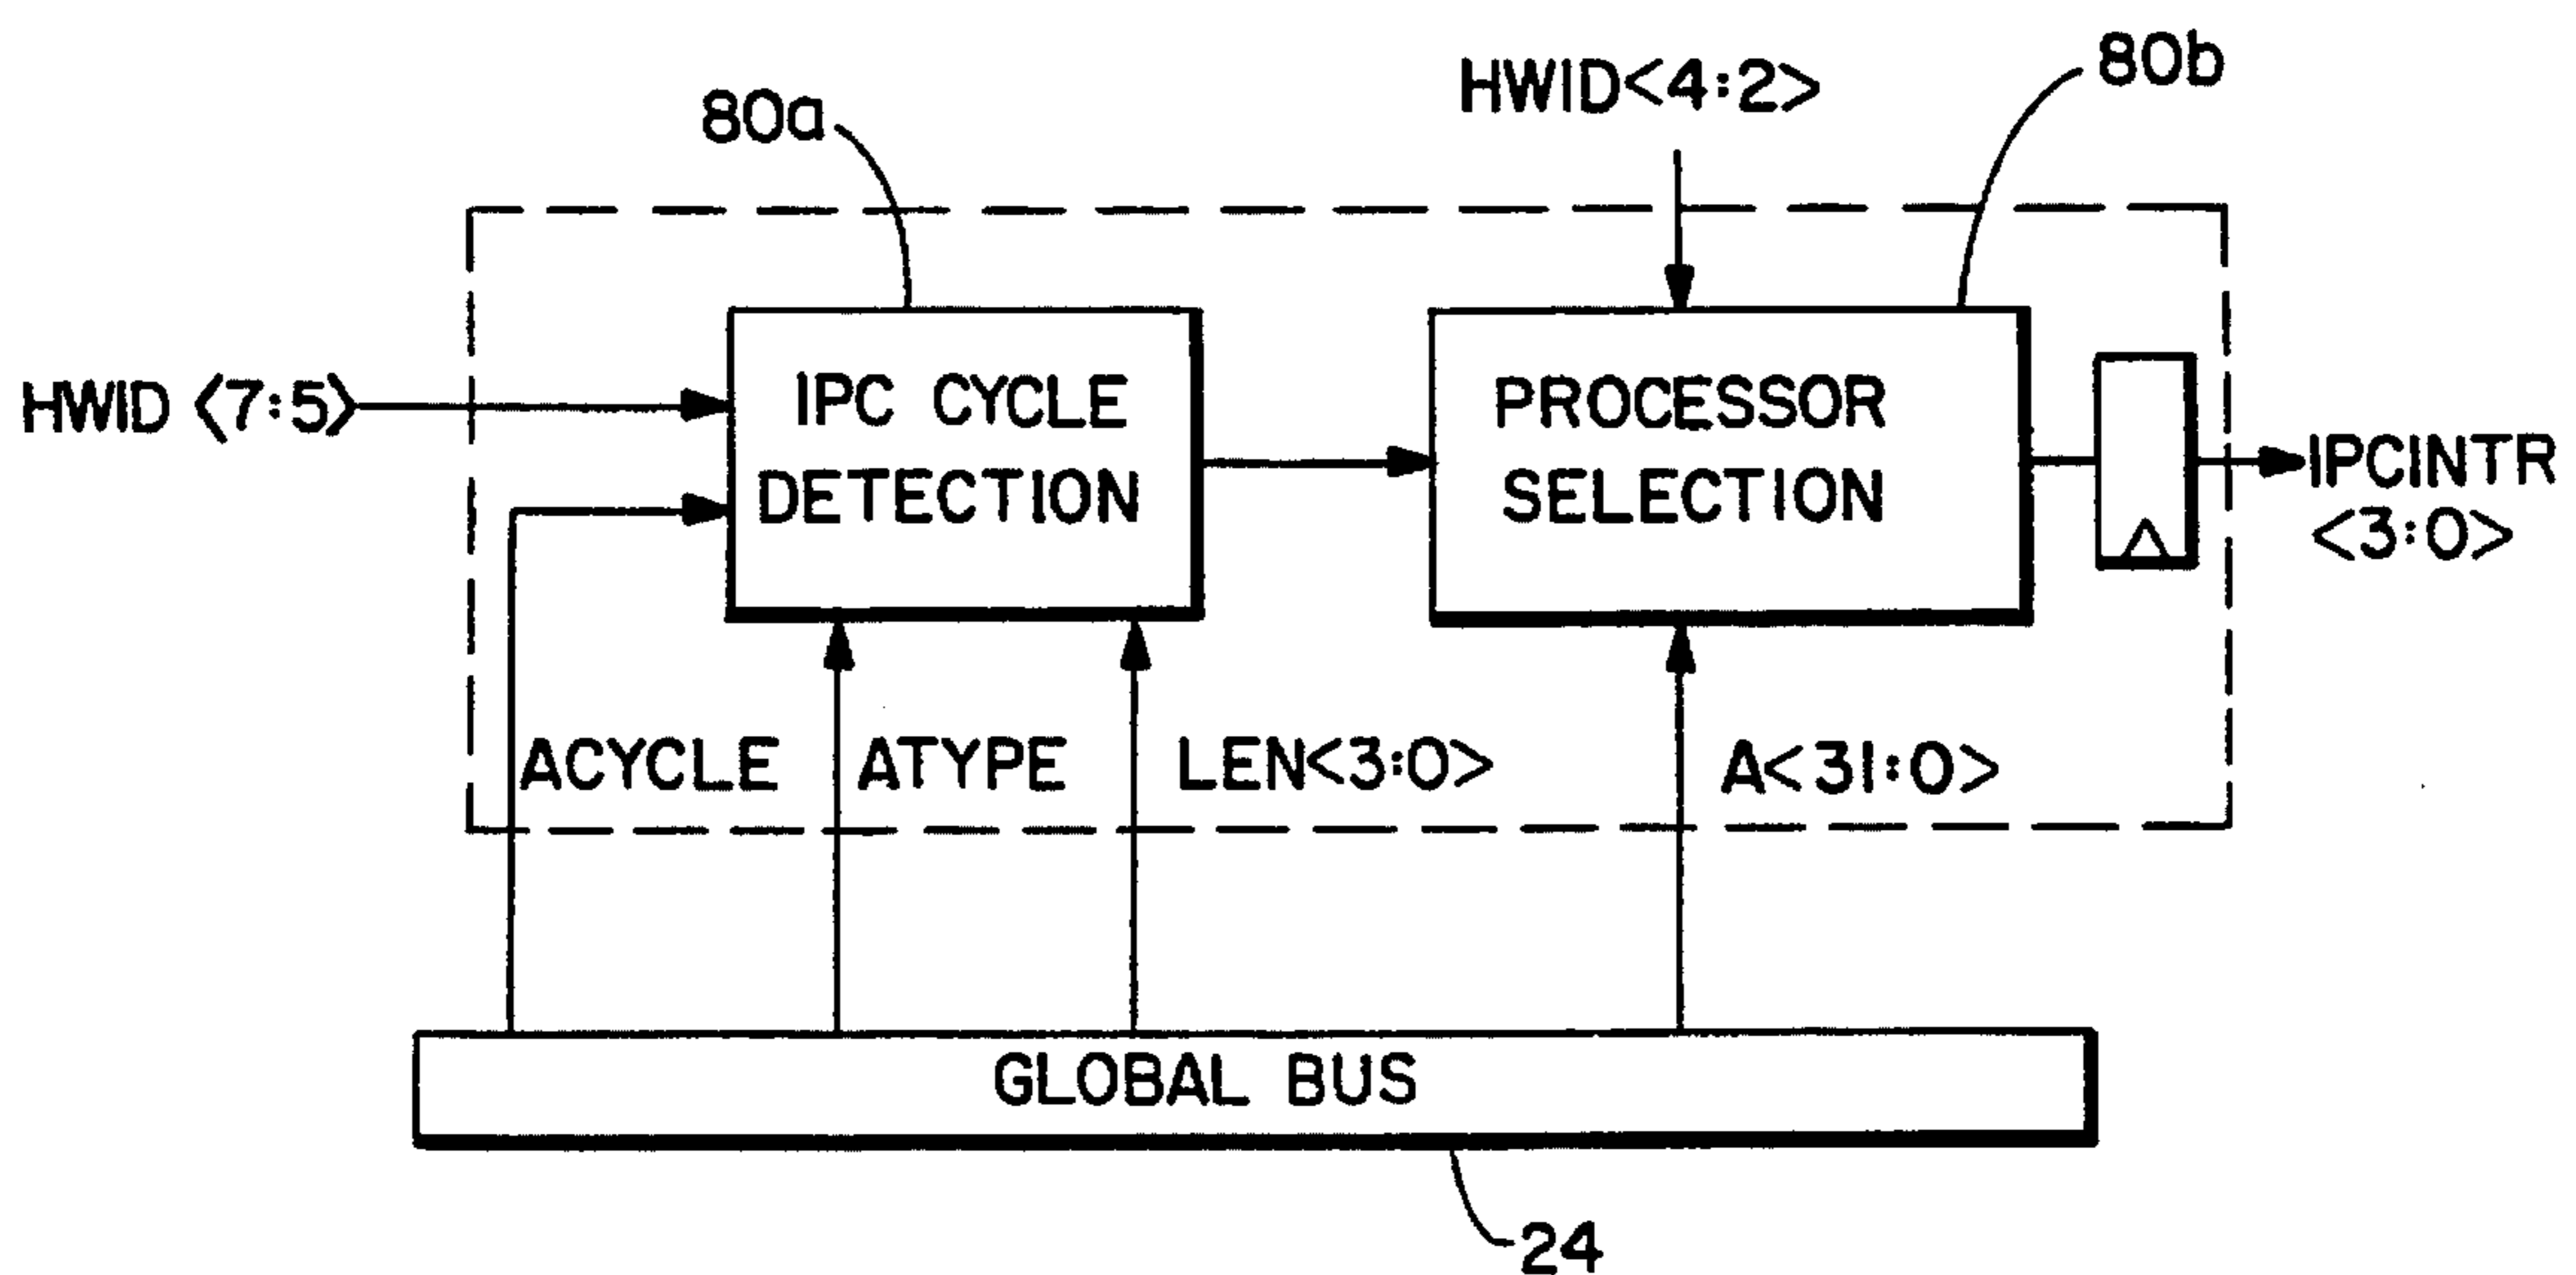 80a
HWID<4:2>
80b
HWID <7:5>
IPC CYCLE
DETECTION
PROCESSOR
SELECTION
IPCINTR
<3:0>
ACYCLE
ATYPE
LEN<3:0>
A<31:0>
GLOBAL BUS
24